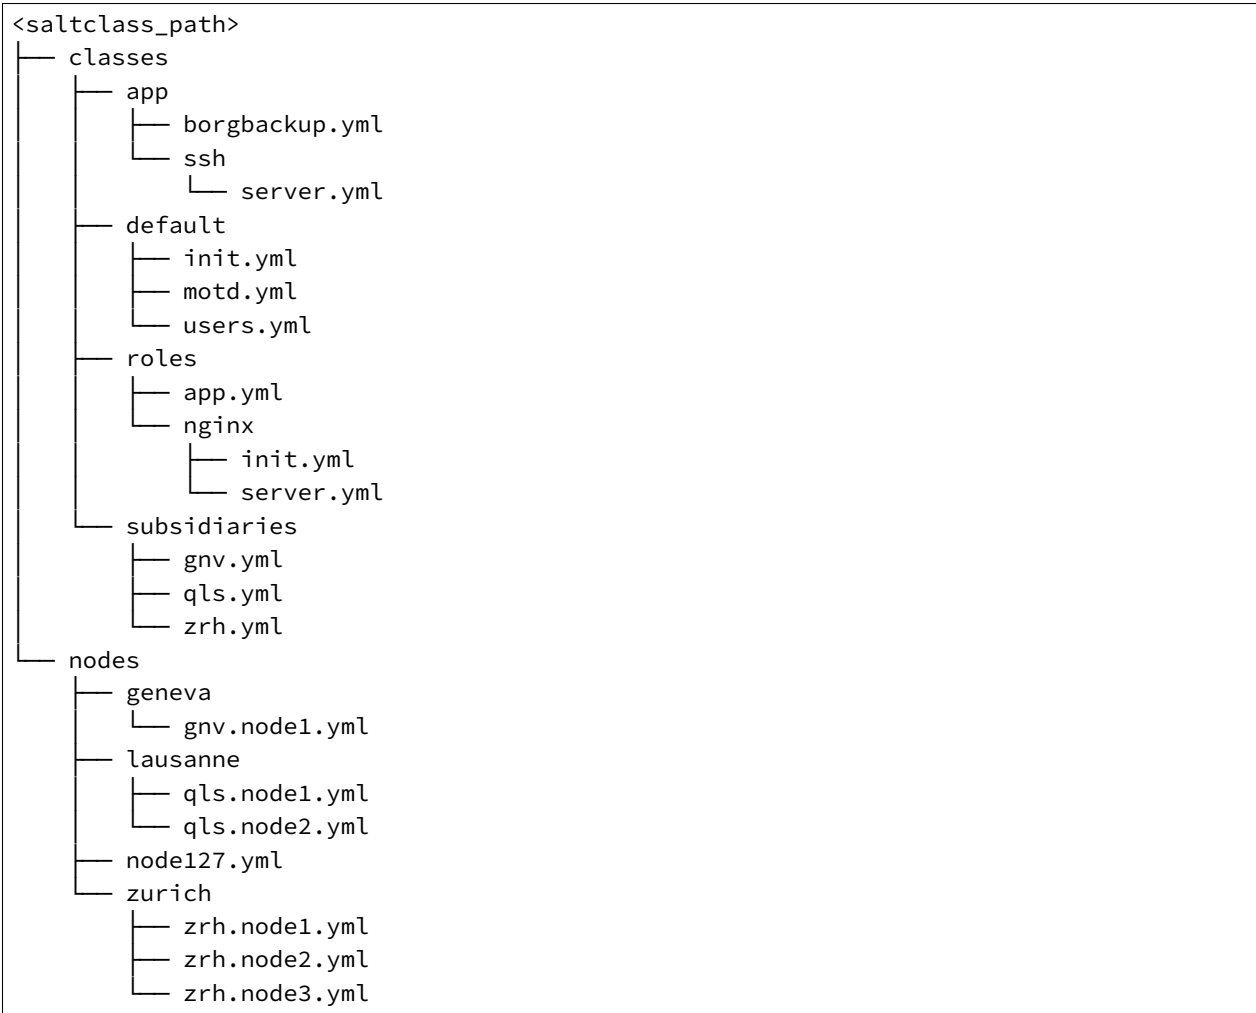 <saltclass_path>
├── classes
│   ├── app
│   │   ├── borgbackup.yml
│   │   └── ssh
│   │       └── server.yml
│   ├── default
│   │   ├── init.yml
│   │   ├── motd.yml
│   │   └── users.yml
│   ├── roles
│   │   ├── app.yml
│   │   └── nginx
│   │       ├── init.yml
│   │       └── server.yml
│   └── subsidiaries
│       ├── gnv.yml
│       ├── qls.yml
│       └── zrh.yml
└── nodes
    ├── geneva
    │   └── gnv.node1.yml
    ├── lausanne
    │   ├── qls.node1.yml
    │   └── qls.node2.yml
    ├── node127.yml
    └── zurich
        ├── zrh.node1.yml
        ├── zrh.node2.yml
        └── zrh.node3.yml